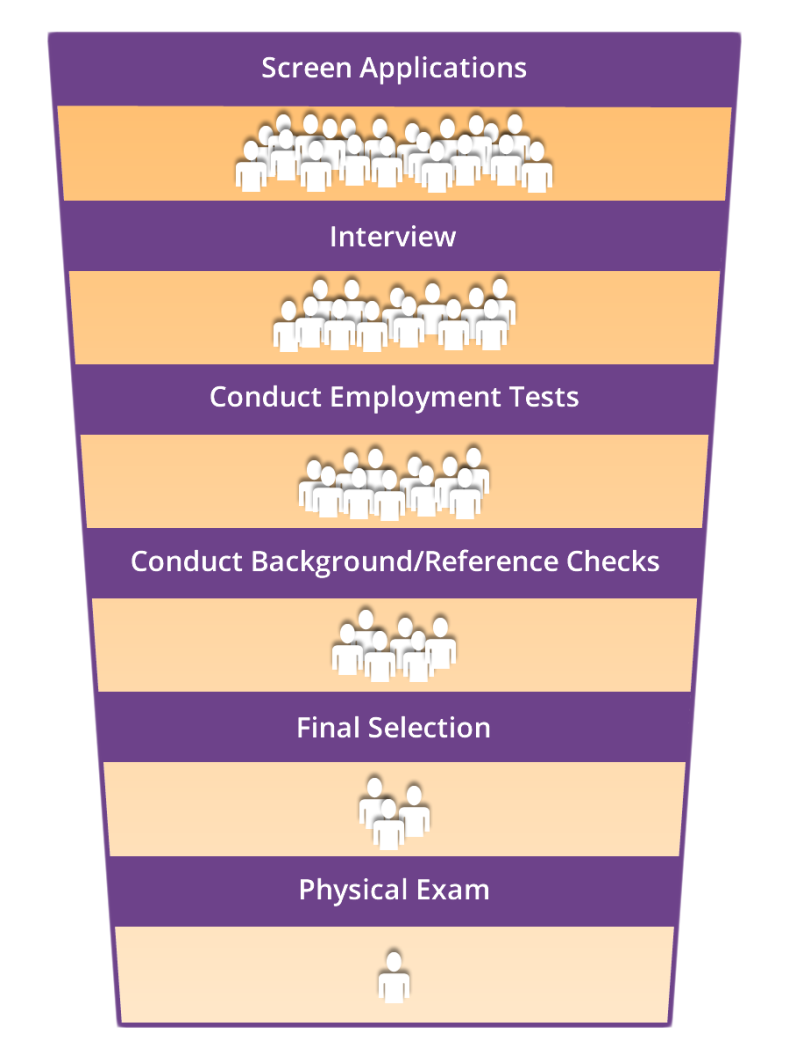 Screen Applications
Interview
Conduct Employment Tests
Conduct Background/Reference Checks
Final Selection
Physical Exam